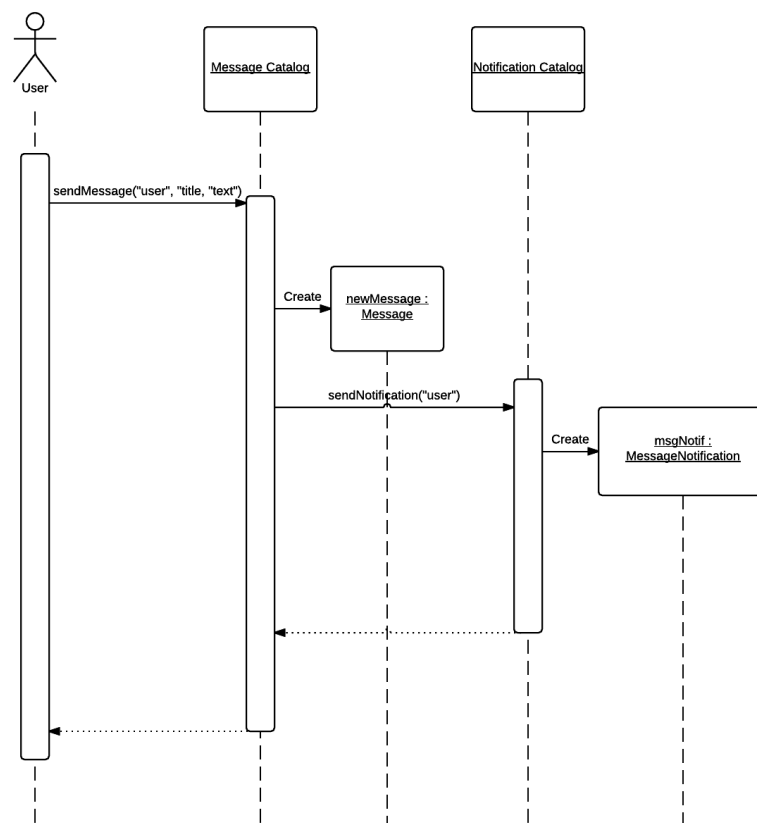 User
Message Catalog
Notification Catalog
sendMessage("user", "title, "text")
Create
newMessage :
Message
sendNotification("user")
Create
msgNotif :
MessageNotification